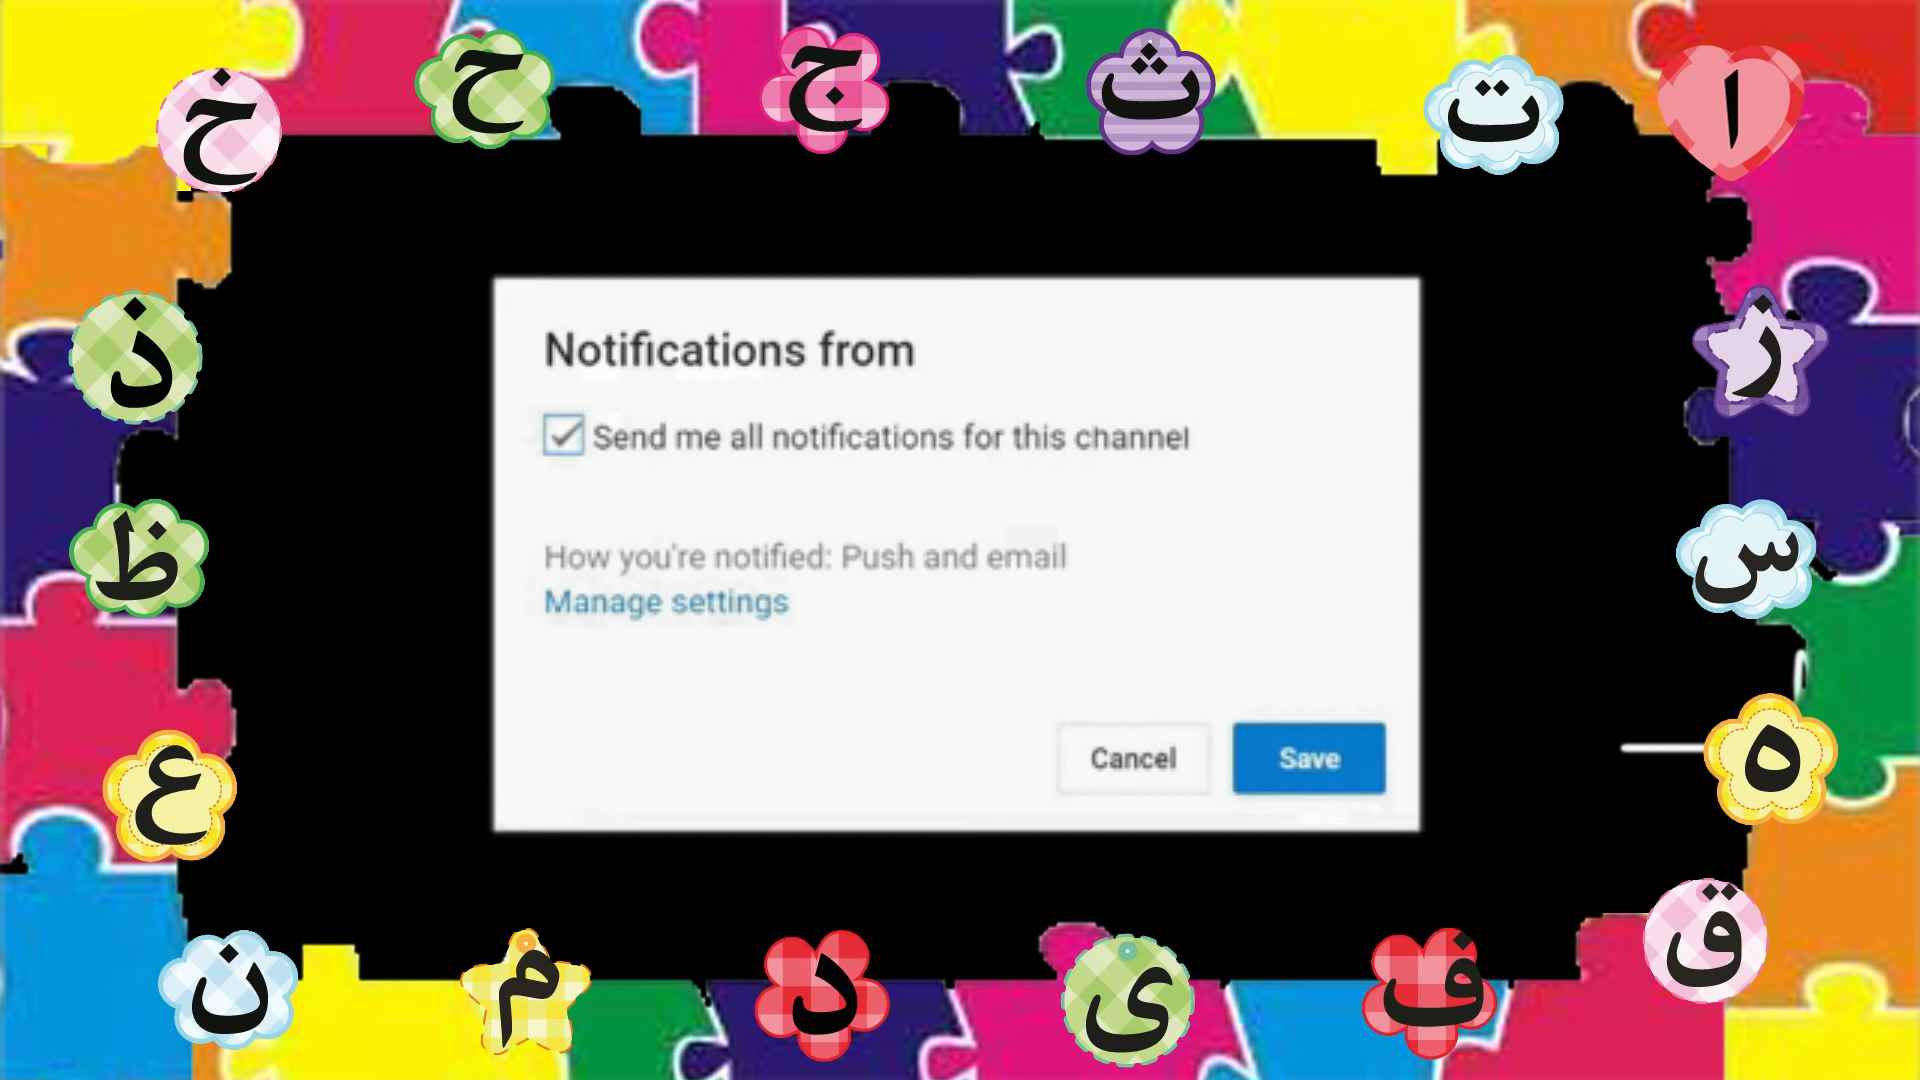 ا
ت
ث
ج
ح
خ
Notifications from
Send me all notifications for this channel
How you're notified: Push and email
Manage settings
Cancel
Save
ز
ذ
س
ظ
ه
ع
ق
ف
ی
د
م
ن